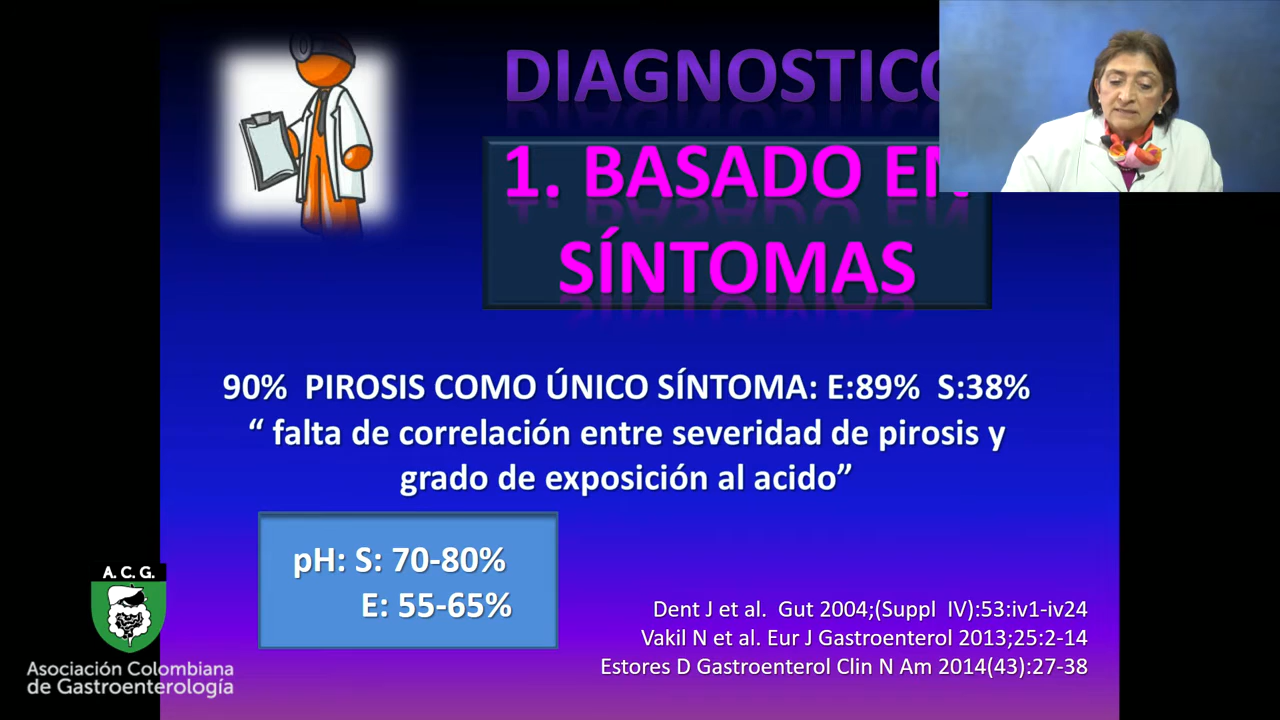 DIAGNOSTICO
1. BASADO EN
SÍNTOMAS
90% PIROSIS COMO ÚNICO SÍNTOMA: E:89% S:38%
“ falta de correlación entre severidad de pirosis y
grado de exposición al acido”
pH: S: 70-80%
E: 55-65%
Dent J et al. Gut 2004;(Suppl IV):53:iv1-iv24
Vakil N et al. Eur J Gastroenterol 2013;25:2-14
Estores D Gastroenterol Clin N Am 2014(43):27-38
A. C. G.
Asociación Colombiana
de Gastroenterología